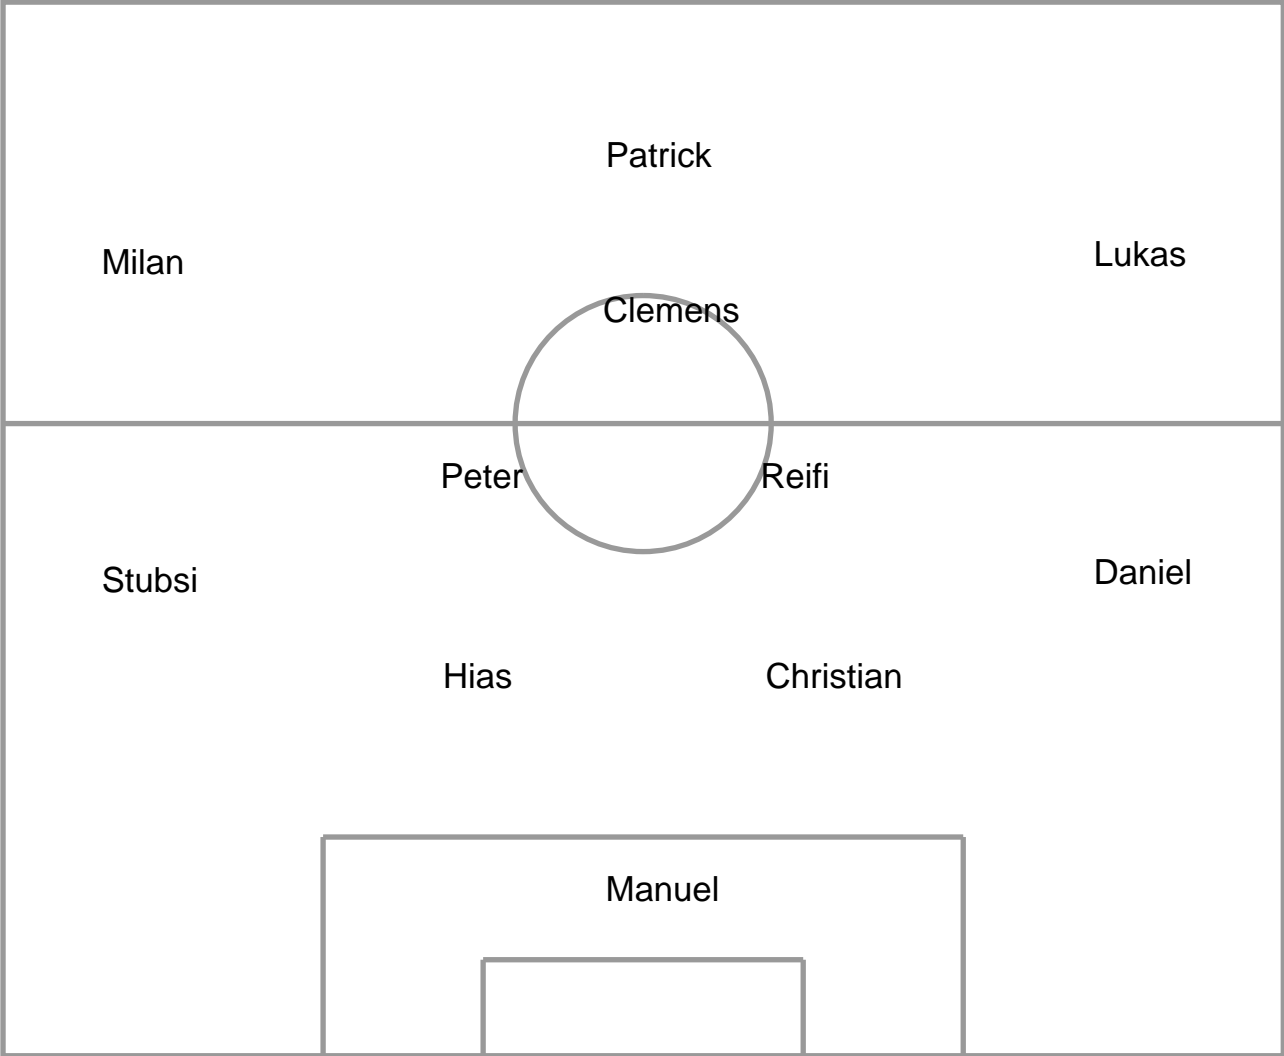 Patrick
Milan
Lukas
Clemens
Peter
Reifi
Stubsi
Daniel
Hias
Christian
Manuel